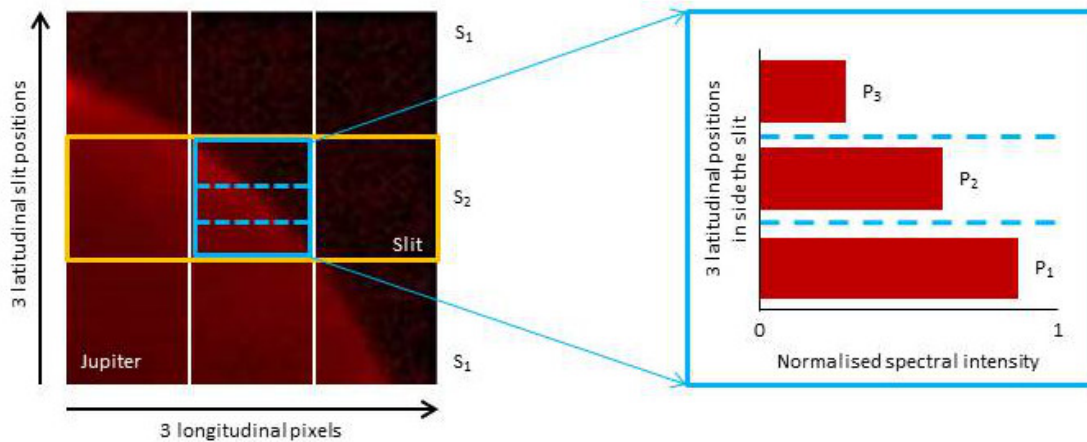 3 latitudinal slit positions
S1
S2
S1
Slit
Jupiter
3 longitudinal pixels
3 latitudinal positions
in side the slit
P3
P2
P1
0
1
Normalised spectral intensity